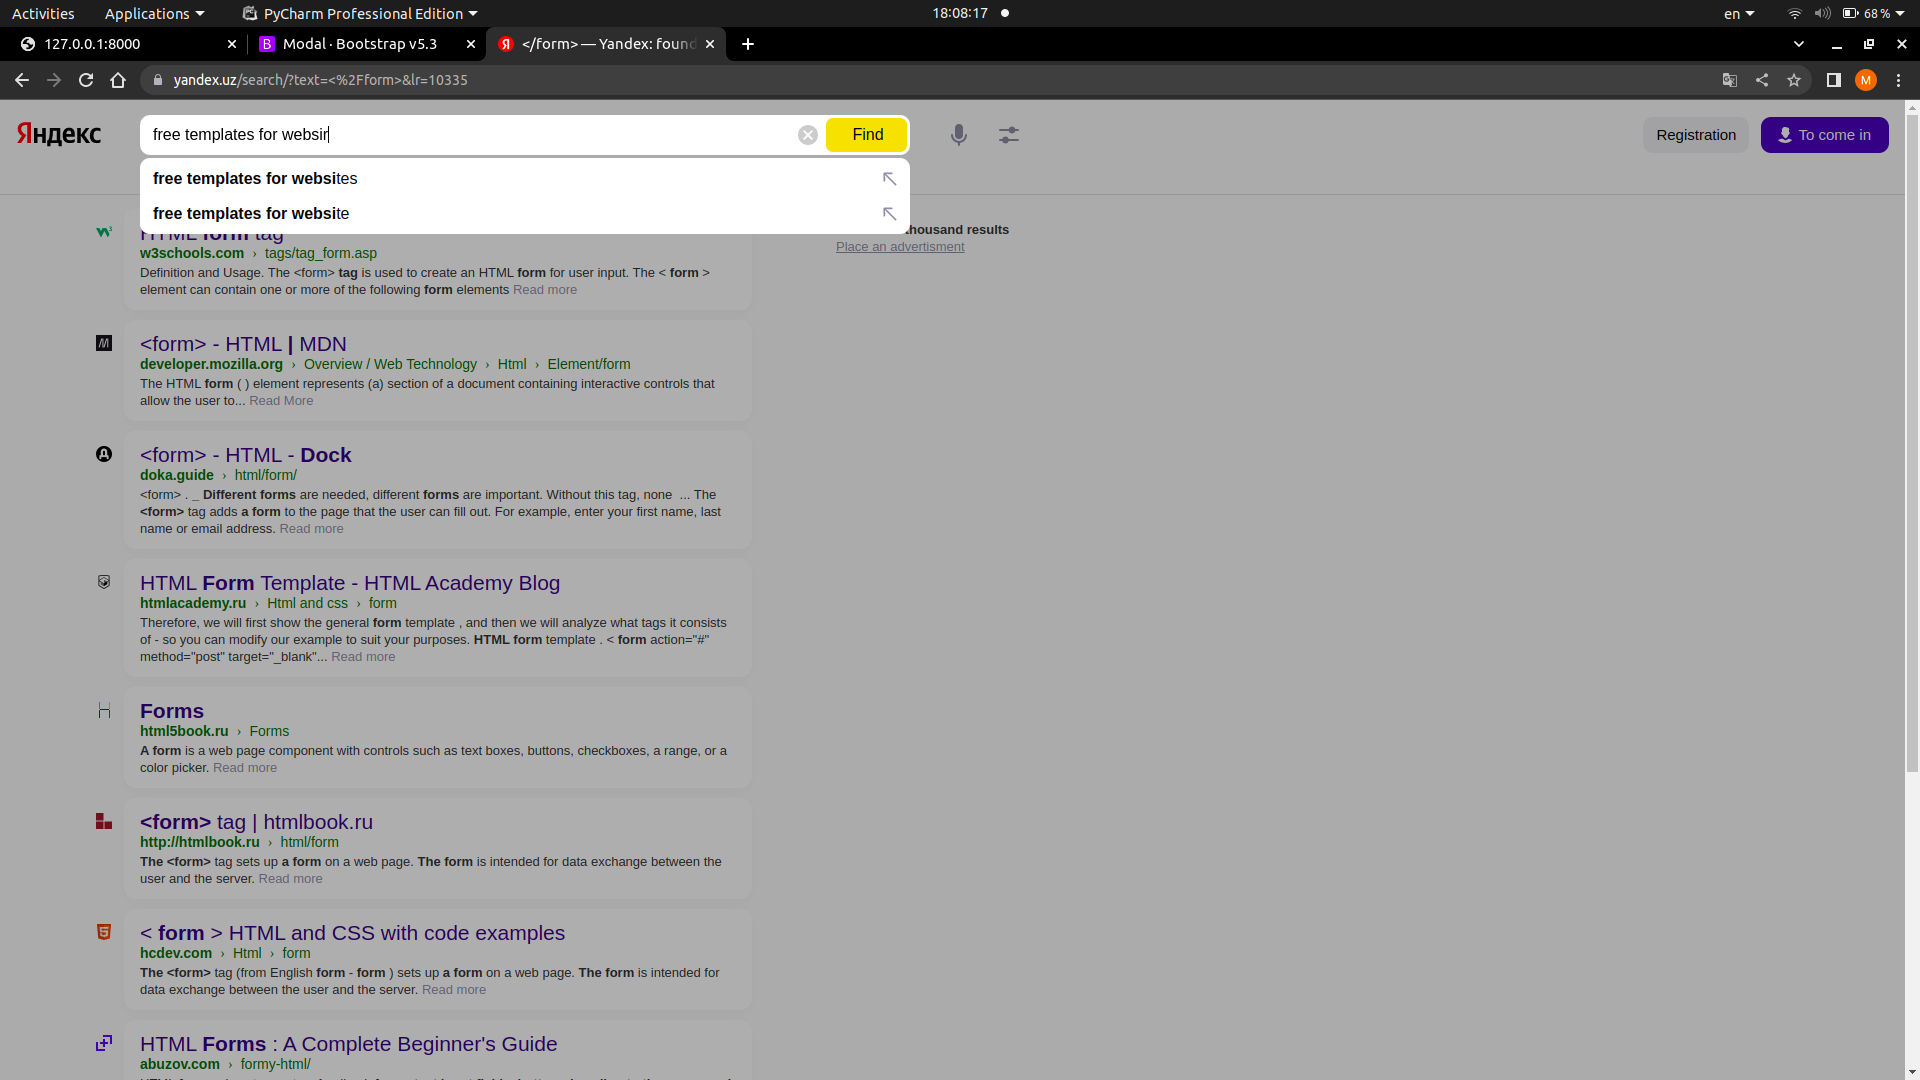 Activities Applications PyCharm Professional Edition 18:08:17 en 68 %
127.0.0.1:8000 Modal · Bootstrap v5.3 </form> — Yandex: found
yandex.uz/search/?text=<%2Fform>&lr=10335 M
Яндекс free templates for websir Find Registration To come in
free templates for websites
free templates for website
HTML form tag
housand results
w3schools.com › tags/tag_form.asp
Place an advertisment
Definition and Usage. The <form> tag is used to create an HTML form for user input. The < form >
element can contain one or more of the following form elements Read more
<form> - HTML | MDN
developer.mozilla.org › Overview / Web Technology › Html › Element/form
The HTML form ( ) element represents (a) section of a document containing interactive controls that
allow the user to... Read More
<form> - HTML - Dock
doka.guide › html/form/
<form> . _ Different forms are needed, different forms are important. Without this tag, none ... The
<form> tag adds a form to the page that the user can fill out. For example, enter your first name, last
name or email address. Read more
HTML Form Template - HTML Academy Blog
htmlacademy.ru › Html and css › form
Therefore, we will first show the general form template , and then we will analyze what tags it consists
of - so you can modify our example to suit your purposes. HTML form template . < form action="#"
method="post" target="_blank"... Read more
Forms
html5book.ru › Forms
A form is a web page component with controls such as text boxes, buttons, checkboxes, a range, or a
color picker. Read more
<form> tag | htmlbook.ru
http://htmlbook.ru › html/form
The <form> tag sets up a form on a web page. The form is intended for data exchange between the
user and the server. Read more
< form > HTML and CSS with code examples
hcdev.com › Html › form
The <form> tag (from English form - form ) sets up a form on a web page. The form is intended for
data exchange between the user and the server. Read more
HTML Forms : A Complete Beginner's Guide
abuzov.com › formy-html/